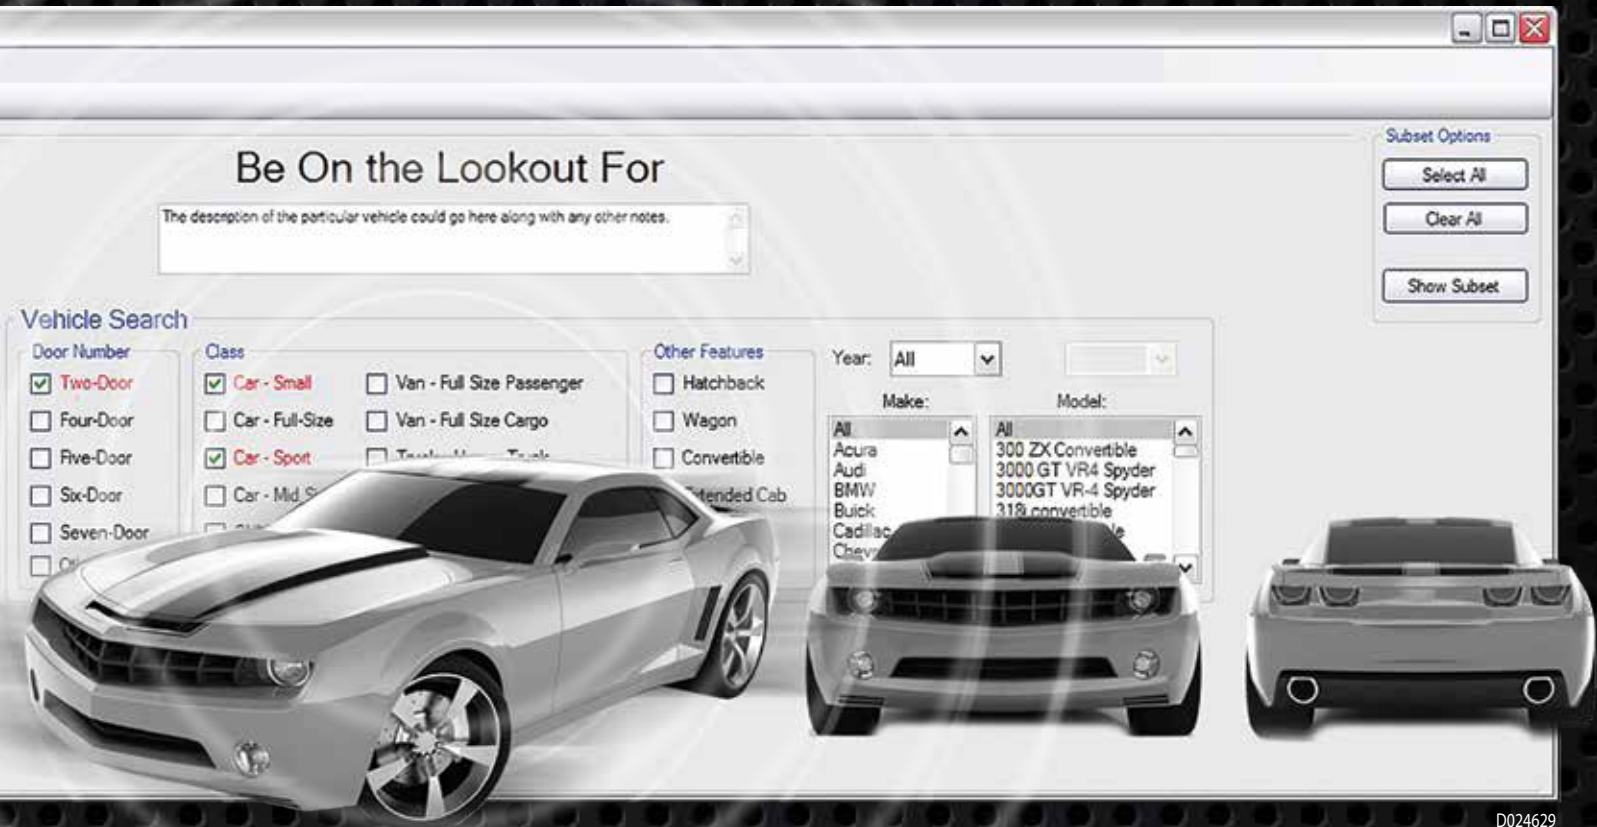 Subset Options
Select All
Clear All
Show Subset
Be On the Lookout For
The description of the particular vehicle could go here along with any other notes.
Vehicle Search
Door Number
Two-Door
Four-Door
Five-Door
Six-Door
Seven-Door
Class
Car - Small
Car - Full-Size
Car - Sport
Car - Mid
Van - Full Size Passenger
Van - Full Size Cargo
Other Features
Hatchback
Wagon
Convertible
Extended Cab
Year: All
Make:
All
Acura
Audi
BMW
Buick
Cadillac
Model:
All
300 ZX Convertible
3000 GT VR4 Spyder
3000GT VR-4 Spyder
318i convertible
D024629